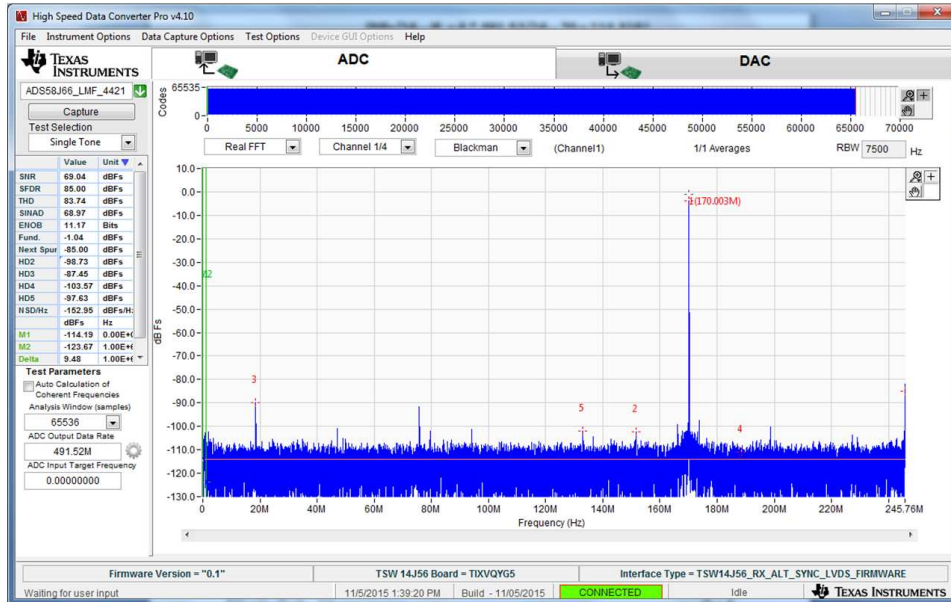 High Speed Data Converter Pro v4.10
File Instrument Options Data Capture Options Test Options Device GUI Options Help
TEXAS INSTRUMENTS
ADC
DAC
ADS58J66_LMF_4421
Capture
Test Selection
Single Tone
Value Unit
SNR 69.04 dBFs
SFDR 85.00 dBFs
THD 83.74 dBFs
SINAD 68.97 dBFs
ENOB 11.17 Bits
Fund. -1.04 dBFs
Next Spur -85.00 dBFs
HD2 -98.73 dBFs
HD3 -87.45 dBFs
HD4 -103.57 dBFs
HD5 -97.63 dBFs
NSD/Hz -152.95 dBFs/H
dBFs Hz
M1 -114.19 0.00E+
M2 -123.67 1.00E+
Delta 9.48 1.00E+
Test Parameters
Auto Calculation of
Coherent Frequencies
Analysis Window (samples)
65536
ADC Output Data
Rate
491.52M
ADC Input Target Frequency
0.00000000
Codes
65535
0
0 5000 10000 15000 20000 25000 30000 35000 40000 45000 50000 55000 60000 65000 70000
Real FFT Channel 1/4 Blackman (Channel1) 1/1 Averages RBW 7500 Hz
dBFs
10.0
0.0
-10.0
-20.0
-30.0
-40.0
-50.0
-60.0
-70.0
-80.0
-90.0
-100.0
-110.0
-120.0
-130.0
(170.003M)
3
5
2
4
0 20M 40M 60M 80M 100M 120M 140M 160M 180M 200M 220M 245.76M
Frequency (Hz)
Firmware Version = "0.1" TSW 14J56 Board = TIXVQYG5 Interface Type = TSW14J56_RX_ALT_SYNC_LVDS_FIRMWARE
Waiting for user input 11/5/2015 1:39:20 PM Build - 11/05/2015 CONNECTED Idle TEXAS INSTRUMENTS